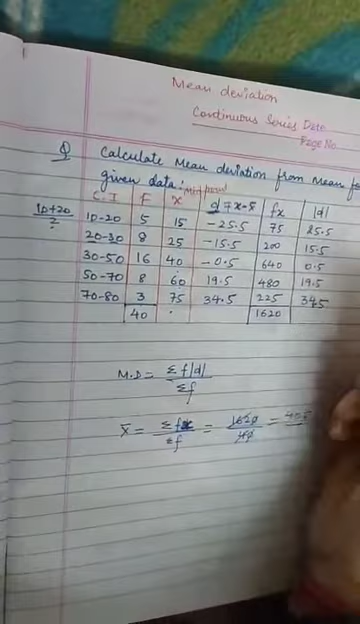 Mean deviation
Continuous Series Date
Page No
Q Calculate Mean deviation from Mean fo
given data:
C.I F X mid point d = x - x̄ fx |d|
10+20
2
10-20 5 15 -25.5 75 25.5
20-30 8 25 -15.5 200 15.5
30-50 16 40 -0.5 640 0.5
50-70 8 60 19.5 480 19.5
70-80 3 75 34.5 225 34.5
40 1620
M.D = Σf|d|
Σf
x̄ = Σfx = 1620 = 405
Σf 40